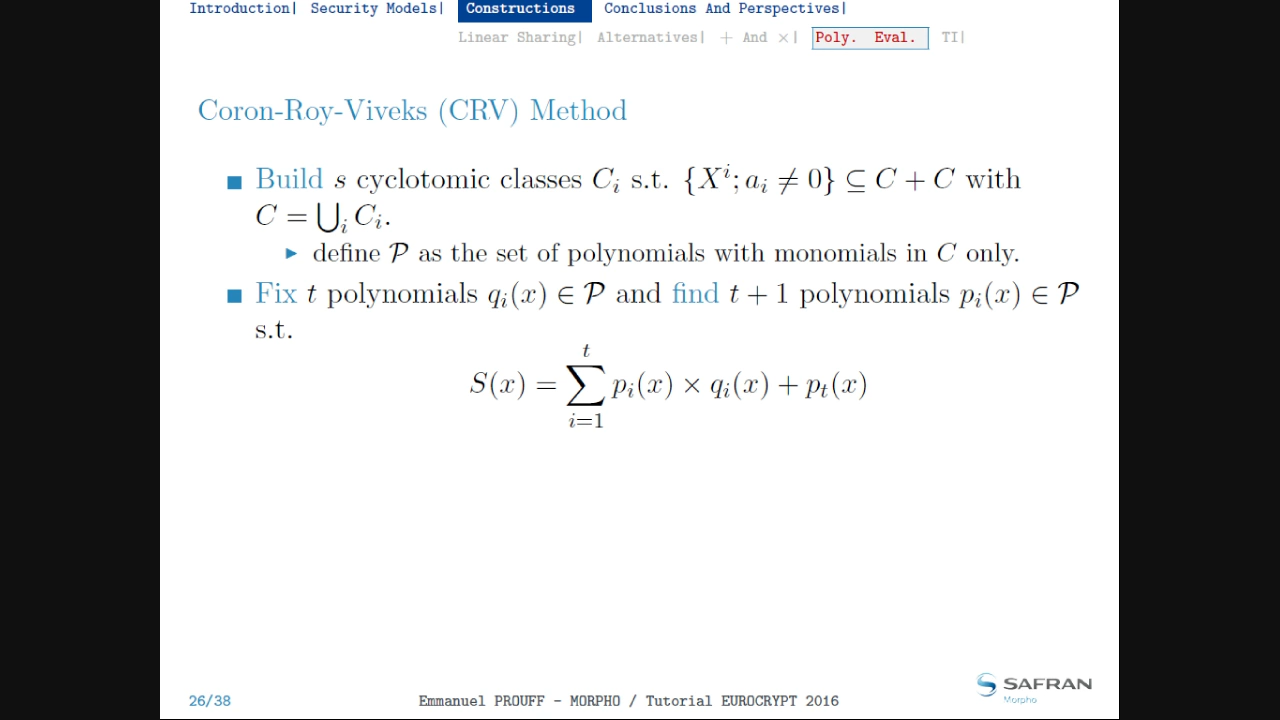 Introduction| Security Models| Constructions Conclusions And Perspectives|
Linear Sharing| Alternatives| + And ×| Poly. Eval. TI|
Coron-Roy-Viveks (CRV) Method
Build s cyclotomic classes C_i s.t. {X^i; a_i ≠ 0} ⊆ C + C with
C = ⋃_i C_i.
define 𝒫 as the set of polynomials with monomials in C only.
Fix t polynomials q_i(x) ∈ 𝒫 and find t + 1 polynomials p_i(x) ∈ 𝒫
s.t.
S(x) = ∑_{i=1}^{t} p_i(x) × q_i(x) + p_t(x)
SAFRAN
Morpho
26/38 Emmanuel PROUFF - MORPHO / Tutorial EUROCRYPT 2016